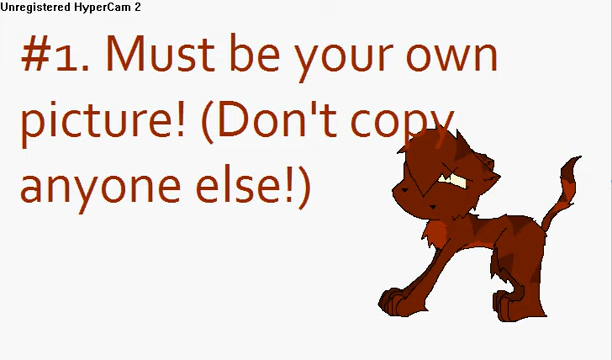 Unregistered HyperCam 2
#1. Must be your own
picture! (Don't copy
anyone else!)